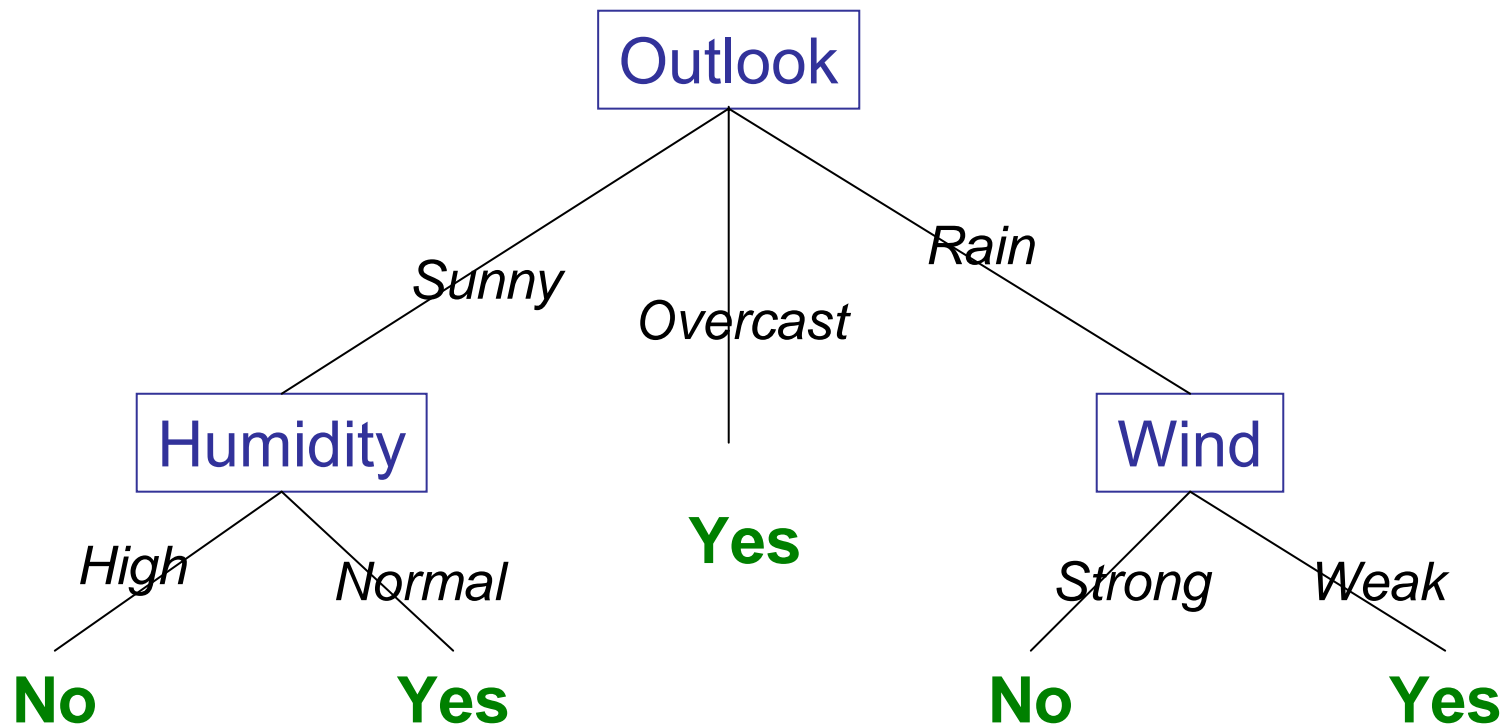 Outlook
Rain
Sunny
Overcast
Humidity
Wind
Yes
High
Normal
Strong
Weak
No
Yes
No
Yes